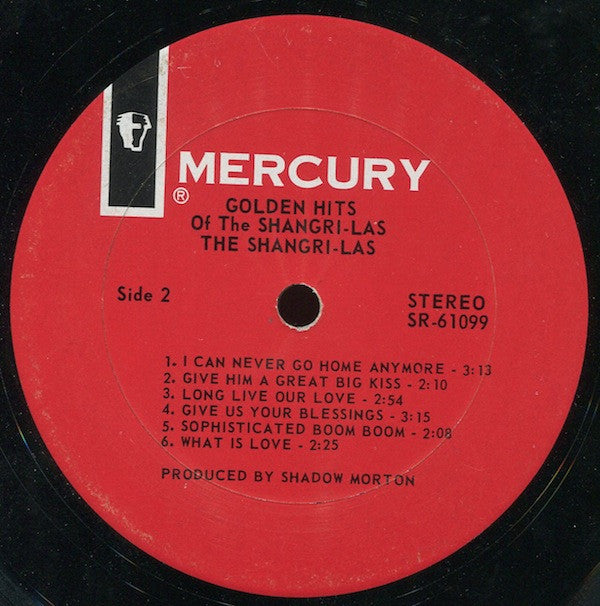 MERCURY
®
GOLDEN HITS
Of The SHANGRI-LAS
THE SHANGRI-LAS
Side 2
STEREO
SR-61099
1. I CAN NEVER GO HOME ANYMORE - 3:13
2. GIVE HIM A GREAT BIG KISS - 2:10
3. LONG LIVE OUR LOVE - 2:54
4. GIVE US YOUR BLESSINGS - 3:15
5. SOPHISTICATED BOOM BOOM - 2:08
6. WHAT IS LOVE - 2:25
PRODUCED BY SHADOW MORTON